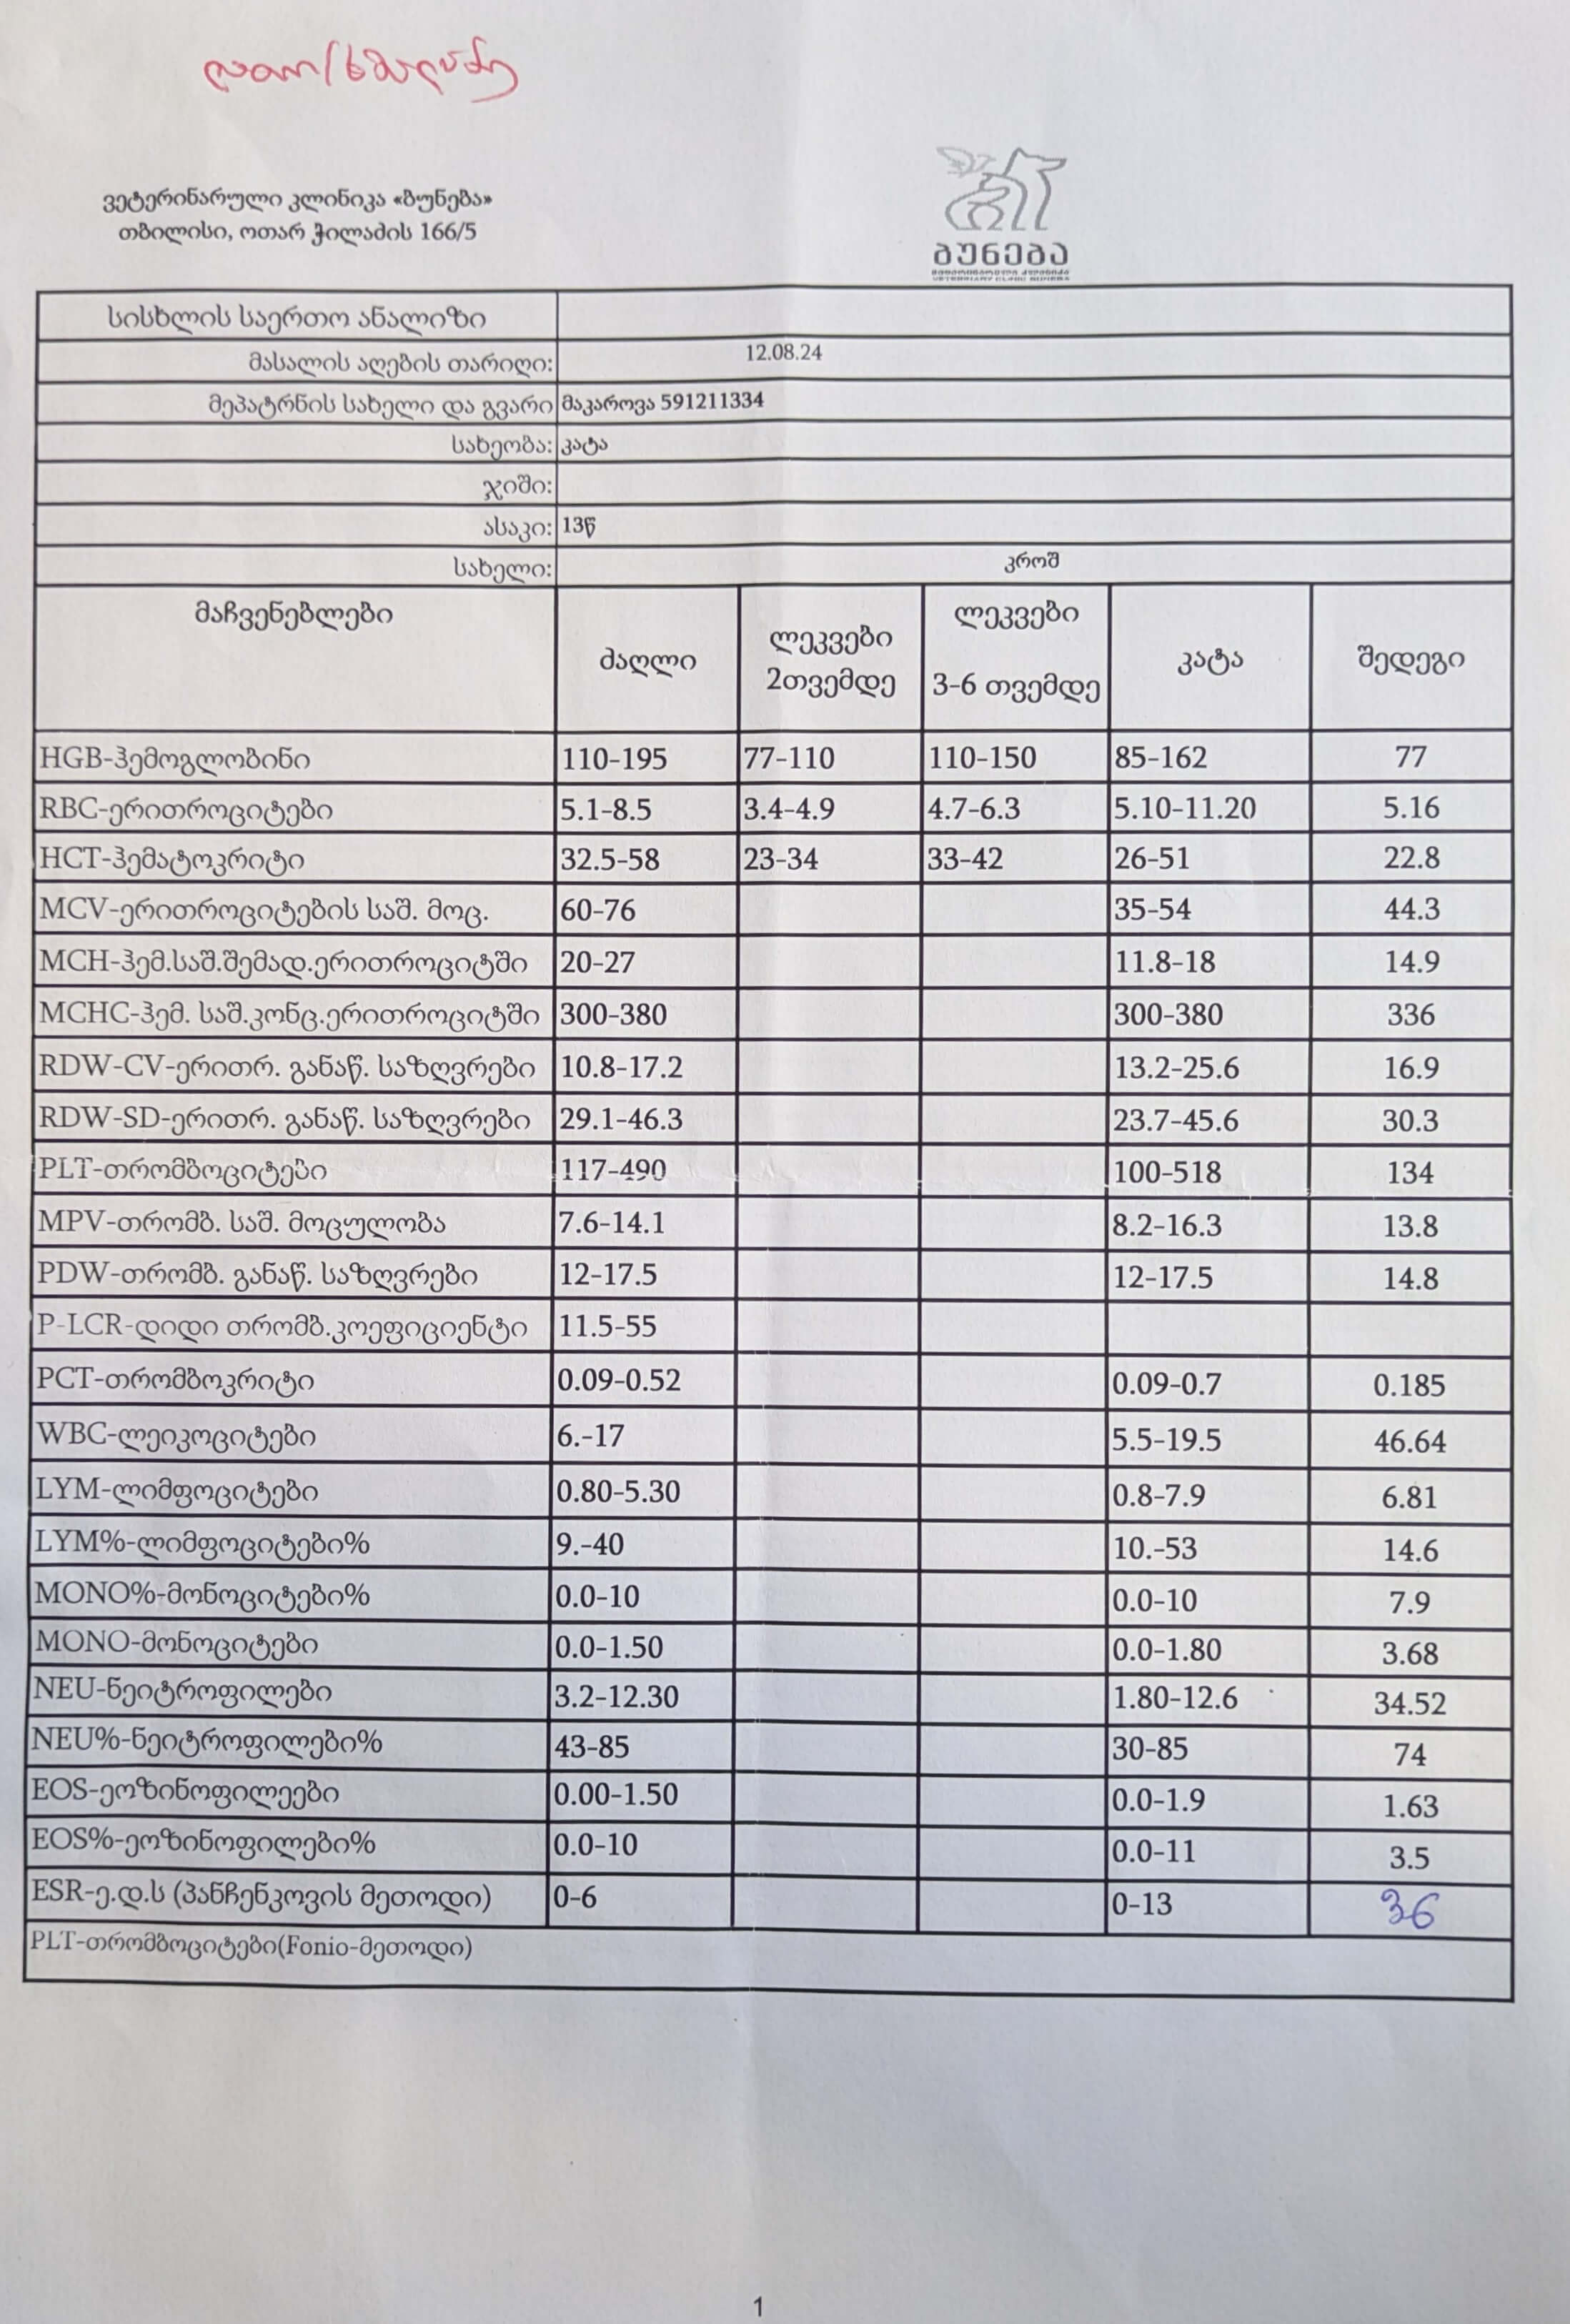 ვეტერინარული კლინიკა «ბუნება»
თბილისი, ოთარ ჭილაძის 166/5
ბუნება
სისხლის საერთო ანალიზი
მასალის აღების თარიღი: 12.08.24
მეპატრნის სახელი და გვარი მაკაროვა 591211334
სახეობა: კატა
ჯიში:
ასაკი: 13წ
სახელი: კროშ
მაჩვენებლები ძაღლი ლეკვები 2თვემდე ლეკვები 3-6 თვემდე კატა შედეგი
HGB-ჰემოგლობინი 110-195 77-110 110-150 85-162 77
RBC-ერითროციტები 5.1-8.5 3.4-4.9 4.7-6.3 5.10-11.20 5.16
HCT-ჰემატოკრიტი 32.5-58 23-34 33-42 26-51 22.8
MCV-ერითროციტების საშ. მოც. 60-76 35-54 44.3
MCH-ჰემ.საშ.შემად.ერითროციტში 20-27 11.8-18 14.9
MCHC-ჰემ. საშ.კონც.ერითროციტში 300-380 300-380 336
RDW-CV-ერითრ. განაწ. საზღვრები 10.8-17.2 13.2-25.6 16.9
RDW-SD-ერითრ. განაწ. საზღვრები 29.1-46.3 23.7-45.6 30.3
PLT-თრომბოციტები 117-490 100-518 134
MPV-თრომბ. საშ. მოცულობა 7.6-14.1 8.2-16.3 13.8
PDW-თრომბ. განაწ. საზღვრები 12-17.5 12-17.5 14.8
P-LCR-დიდი თრომბ.კოეფიციენტი 11.5-55
PCT-თრომბოკრიტი 0.09-0.52 0.09-0.7 0.185
WBC-ლეიკოციტები 6.-17 5.5-19.5 46.64
LYM-ლიმფოციტები 0.80-5.30 0.8-7.9 6.81
LYM%-ლიმფოციტები% 9.-40 10.-53 14.6
MONO%-მონოციტები% 0.0-10 0.0-10 7.9
MONO-მონოციტები 0.0-1.50 0.0-1.80 3.68
NEU-ნეიტროფილები 3.2-12.30 1.80-12.6 34.52
NEU%-ნეიტროფილები% 43-85 30-85 74
EOS-ეოზინოფილეები 0.00-1.50 0.0-1.9 1.63
EOS%-ეოზინოფილები% 0.0-10 0.0-11 3.5
ESR-ე.დ.ს (პანჩენკოვის მეთოდი) 0-6 0-13 36
PLT-თრომბოციტები(Fonio-მეთოდი)
1